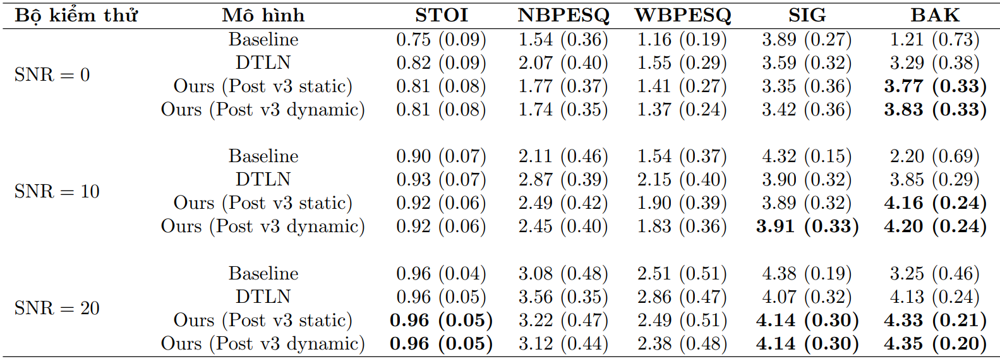 Bộ kiểm thử Mô hình STOI NBPESQ WBPESQ SIG BAK
SNR = 0
Baseline 0.75 (0.09) 1.54 (0.36) 1.16 (0.19) 3.89 (0.27) 1.21 (0.73)
DTLN 0.82 (0.09) 2.07 (0.40) 1.55 (0.29) 3.59 (0.32) 3.29 (0.38)
Ours (Post v3 static) 0.81 (0.08) 1.77 (0.37) 1.41 (0.27) 3.35 (0.36) 3.77 (0.33)
Ours (Post v3 dynamic) 0.81 (0.08) 1.74 (0.35) 1.37 (0.24) 3.42 (0.36) 3.83 (0.33)
SNR = 10
Baseline 0.90 (0.07) 2.11 (0.46) 1.54 (0.37) 4.32 (0.15) 2.20 (0.69)
DTLN 0.93 (0.07) 2.87 (0.39) 2.15 (0.40) 3.90 (0.32) 3.85 (0.29)
Ours (Post v3 static) 0.92 (0.06) 2.49 (0.42) 1.90 (0.39) 3.89 (0.32) 4.16 (0.24)
Ours (Post v3 dynamic) 0.92 (0.06) 2.45 (0.40) 1.83 (0.36) 3.91 (0.33) 4.20 (0.24)
SNR = 20
Baseline 0.96 (0.04) 3.08 (0.48) 2.51 (0.51) 4.38 (0.19) 3.25 (0.46)
DTLN 0.96 (0.05) 3.56 (0.35) 2.86 (0.47) 4.07 (0.32) 4.13 (0.24)
Ours (Post v3 static) 0.96 (0.05) 3.22 (0.47) 2.49 (0.51) 4.14 (0.30) 4.33 (0.21)
Ours (Post v3 dynamic) 0.96 (0.05) 3.12 (0.44) 2.38 (0.48) 4.14 (0.30) 4.35 (0.20)